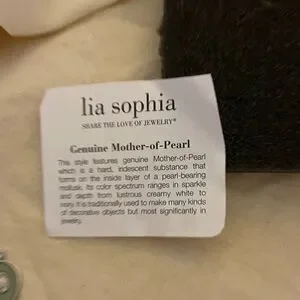 lia sophia
SHARE THE LOVE OF JEWELRY®
Genuine Mother-of-Pearl
This style features genuine Mother-of-Pearl
which is a hard, iridescent substance that
forms on the inside layer of a pearl-bearing
mollusk. Its color spectrum ranges in sparkle
and depth from lustrous creamy white to
ivory. It is traditionally used to make many kinds
of decorative objects but most significantly in
jewelry.